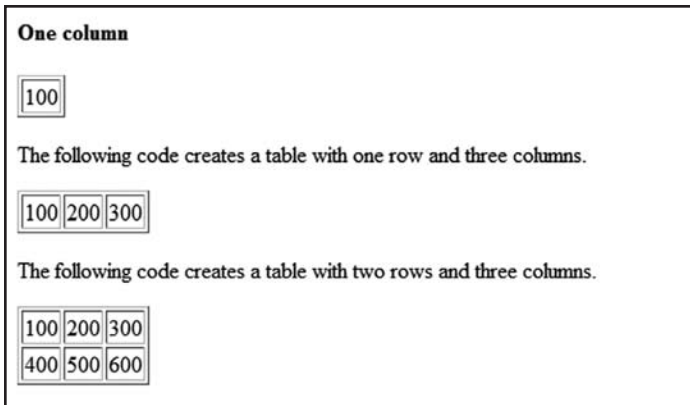 One column
100
The following code creates a table with one row and three columns.
100 200 300
The following code creates a table with two rows and three columns.
100 200 300
400 500 600